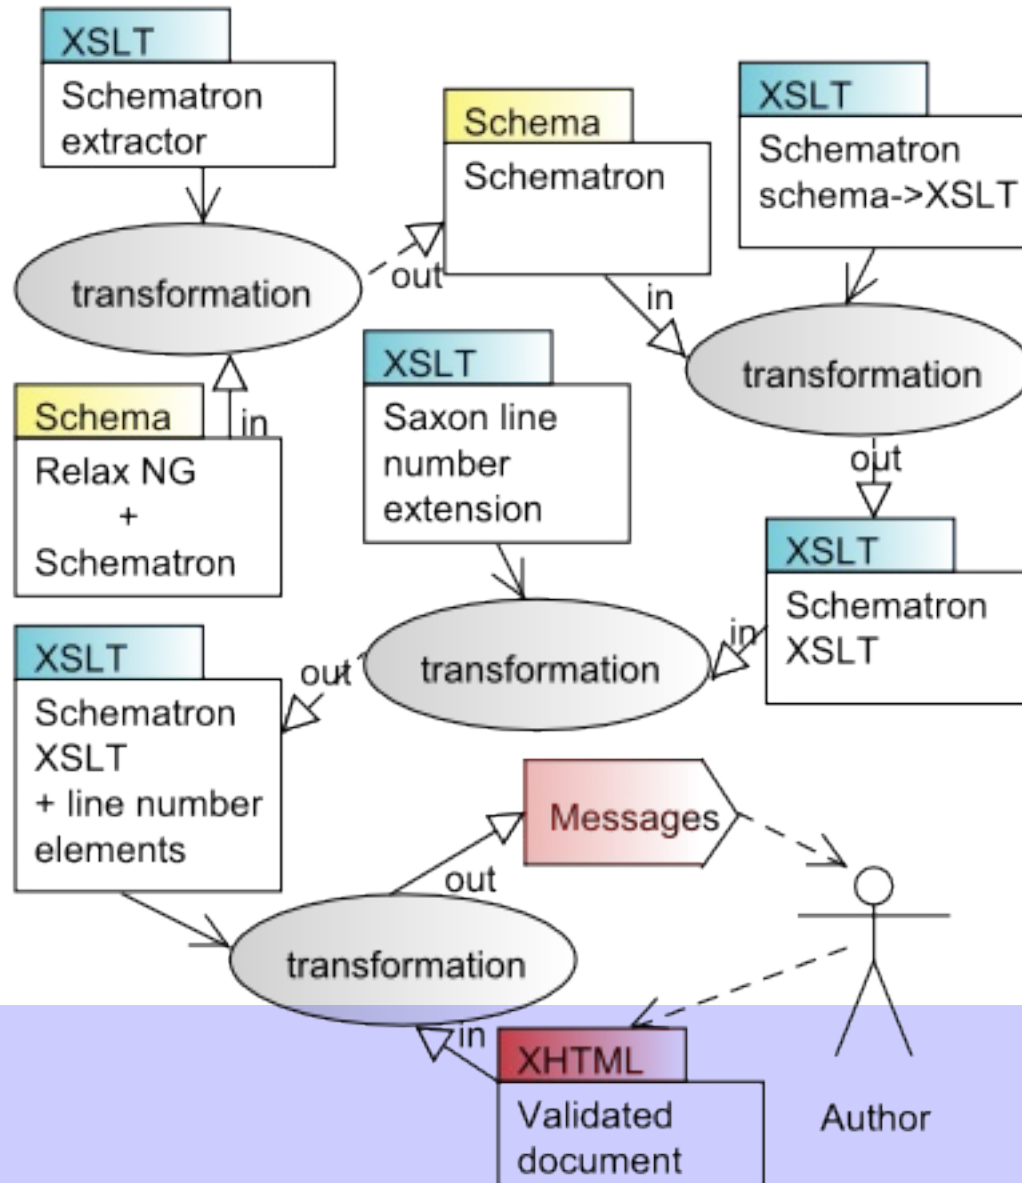 XSLT
Schematron
extractor
Schema
Schematron
XSLT
Schematron
schema->XSLT
transformation
out
in
transformation
XSLT
Saxon line
number
extension
Schema
in
Relax NG
+
Schematron
out
XSLT
Schematron
XSLT
in
transformation
out
XSLT
Schematron
XSLT
+ line number
elements
Messages
out
transformation
in
XHTML
Validated
document
Author